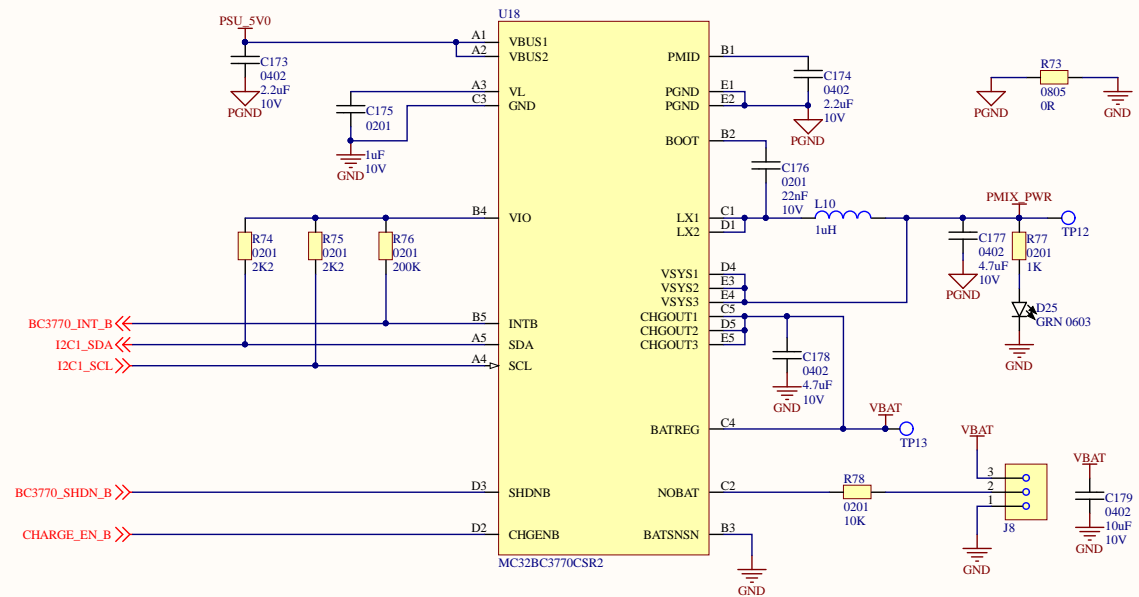 U18
PSU_5V0
A1
VBUS1
A2
VBUS2
C173
0402
2.2uF
10V
PGND
A3
VL
C3
GND
C175
0201
1uF
10V
GND
B4
VIO
R74
0201
2K2
R75
0201
2K2
R76
0201
200K
BC3770_INT_B
B5
INTB
I2C1_SDA
A5
SDA
I2C1_SCL
A4
SCL
BC3770_SHDN_B
D3
SHDNB
CHARGE_EN_B
D2
CHGENB
MC32BC3770CSR2
PMID
B1
C174
0402
2.2uF
10V
PGND
PGND
E1
PGND
E2
BOOT
B2
C176
0201
22nF
10V
LX1
C1
LX2
D1
L10
1uH
VSYS1
D4
VSYS2
E3
VSYS3
E4
CHGOUT1
C5
CHGOUT2
D5
CHGOUT3
E5
C178
0402
4.7uF
10V
GND
BATREG
C4
VBAT
TP13
NOBAT
C2
R78
0201
10K
BATSNSN
B3
GND
R73
0805
0R
PGND
GND
PMIX_PWR
TP12
C177
0402
4.7uF
10V
PGND
R77
0201
1K
D25
GRN 0603
GND
VBAT
3
2
1
J8
GND
VBAT
C179
0402
10uF
10V
GND